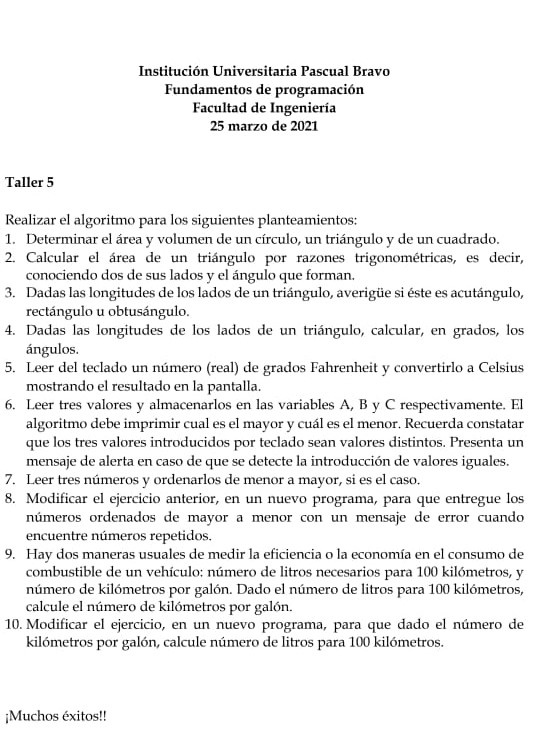 Institución Universitaria Pascual Bravo
Fundamentos de programación
Facultad de Ingeniería
25 marzo de 2021
Taller 5
Realizar el algoritmo para los siguientes planteamientos:
1. Determinar el área y volumen de un círculo, un triángulo y de un cuadrado.
2. Calcular el área de un triángulo por razones trigonométricas, es decir,
conociendo dos de sus lados y el ángulo que forman.
3. Dadas las longitudes de los lados de un triángulo, averigüe si éste es acutángulo,
rectángulo u obtusángulo.
4. Dadas las longitudes de los lados de un triángulo, calcular, en grados, los
ángulos.
5. Leer del teclado un número (real) de grados Fahrenheit y convertirlo a Celsius
mostrando el resultado en la pantalla.
6. Leer tres valores y almacenarlos en las variables A, B y C respectivamente. El
algoritmo debe imprimir cual es el mayor y cuál es el menor. Recuerda constatar
que los tres valores introducidos por teclado sean valores distintos. Presenta un
mensaje de alerta en caso de que se detecte la introducción de valores iguales.
7. Leer tres números y ordenarlos de menor a mayor, si es el caso.
8. Modificar el ejercicio anterior, en un nuevo programa, para que entregue los
números ordenados de mayor a menor con un mensaje de error cuando
encuentre números repetidos.
9. Hay dos maneras usuales de medir la eficiencia o la economía en el consumo de
combustible de un vehículo: número de litros necesarios para 100 kilómetros, y
número de kilómetros por galón. Dado el número de litros para 100 kilómetros,
calcule el número de kilómetros por galón.
10. Modificar el ejercicio, en un nuevo programa, para que dado el número de
kilómetros por galón, calcule número de litros para 100 kilómetros.
¡Muchos éxitos!!